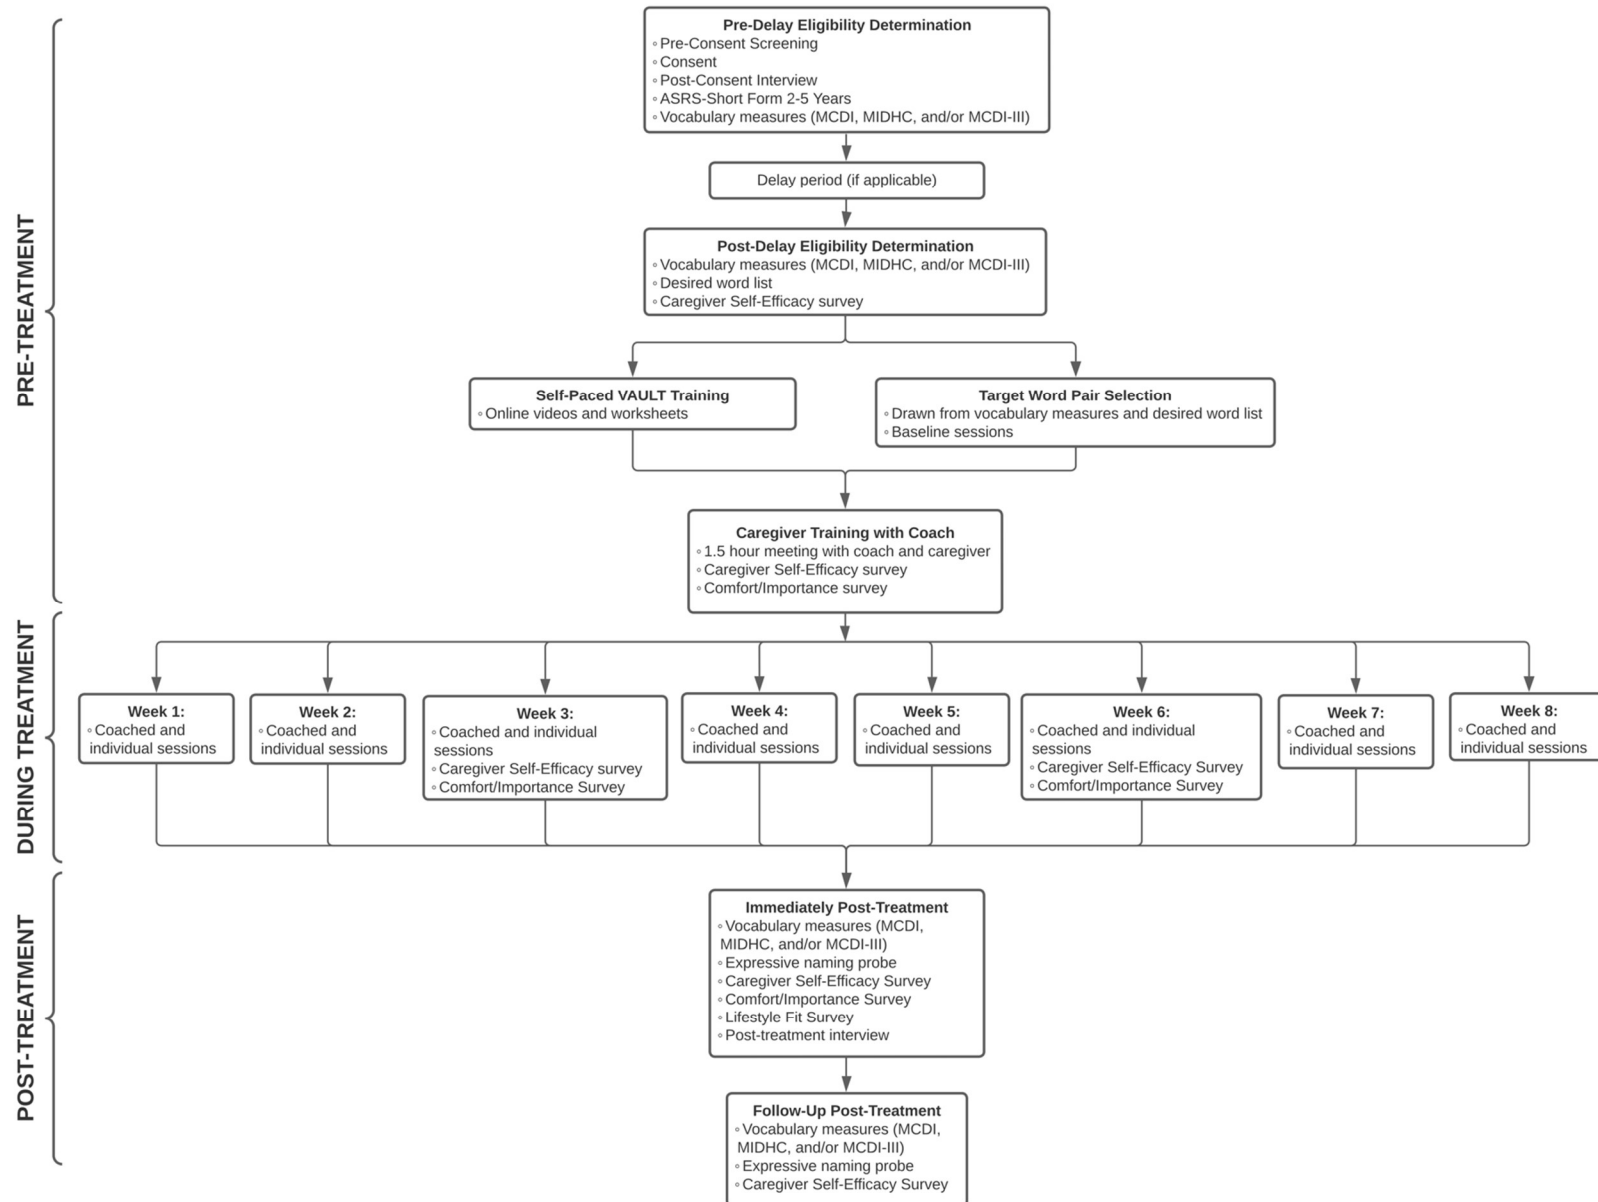 PRE-TREATMENT
Pre-Delay Eligibility Determination
◦Pre-Consent Screening
◦Consent
◦Post-Consent Interview
◦ASRS-Short Form 2-5 Years
◦Vocabulary measures (MCDI, MIDHC, and/or MCDI-III)
Delay period (if applicable)
Post-Delay Eligibility Determination
◦Vocabulary measures (MCDI, MIDHC, and/or MCDI-III)
◦Desired word list
◦Caregiver Self-Efficacy survey
Self-Paced VAULT Training
◦Online videos and worksheets
Target Word Pair Selection
◦Drawn from vocabulary measures and desired word list
◦Baseline sessions
Caregiver Training with Coach
◦1.5 hour meeting with coach and caregiver
◦Caregiver Self-Efficacy survey
◦Comfort/Importance survey
DURING TREATMENT
Week 1:
◦Coached and
individual sessions
Week 2:
◦Coached and
individual sessions
Week 3:
◦Coached and individual
sessions
◦Caregiver Self-Efficacy survey
◦Comfort/Importance Survey
Week 4:
◦Coached and
individual sessions
Week 5:
◦Coached and
individual sessions
Week 6:
◦Coached and individual
sessions
◦Caregiver Self-Efficacy Survey
◦Comfort/Importance Survey
Week 7:
◦Coached and
individual sessions
Week 8:
◦Coached and
individual sessions
POST-TREATMENT
Immediately Post-Treatment
◦Vocabulary measures (MCDI,
MIDHC, and/or MCDI-III)
◦Expressive naming probe
◦Caregiver Self-Efficacy Survey
◦Comfort/Importance Survey
◦Lifestyle Fit Survey
◦Post-treatment interview
Follow-Up Post-Treatment
◦Vocabulary measures (MCDI,
MIDHC, and/or MCDI-III)
◦Expressive naming probe
◦Caregiver Self-Efficacy Survey